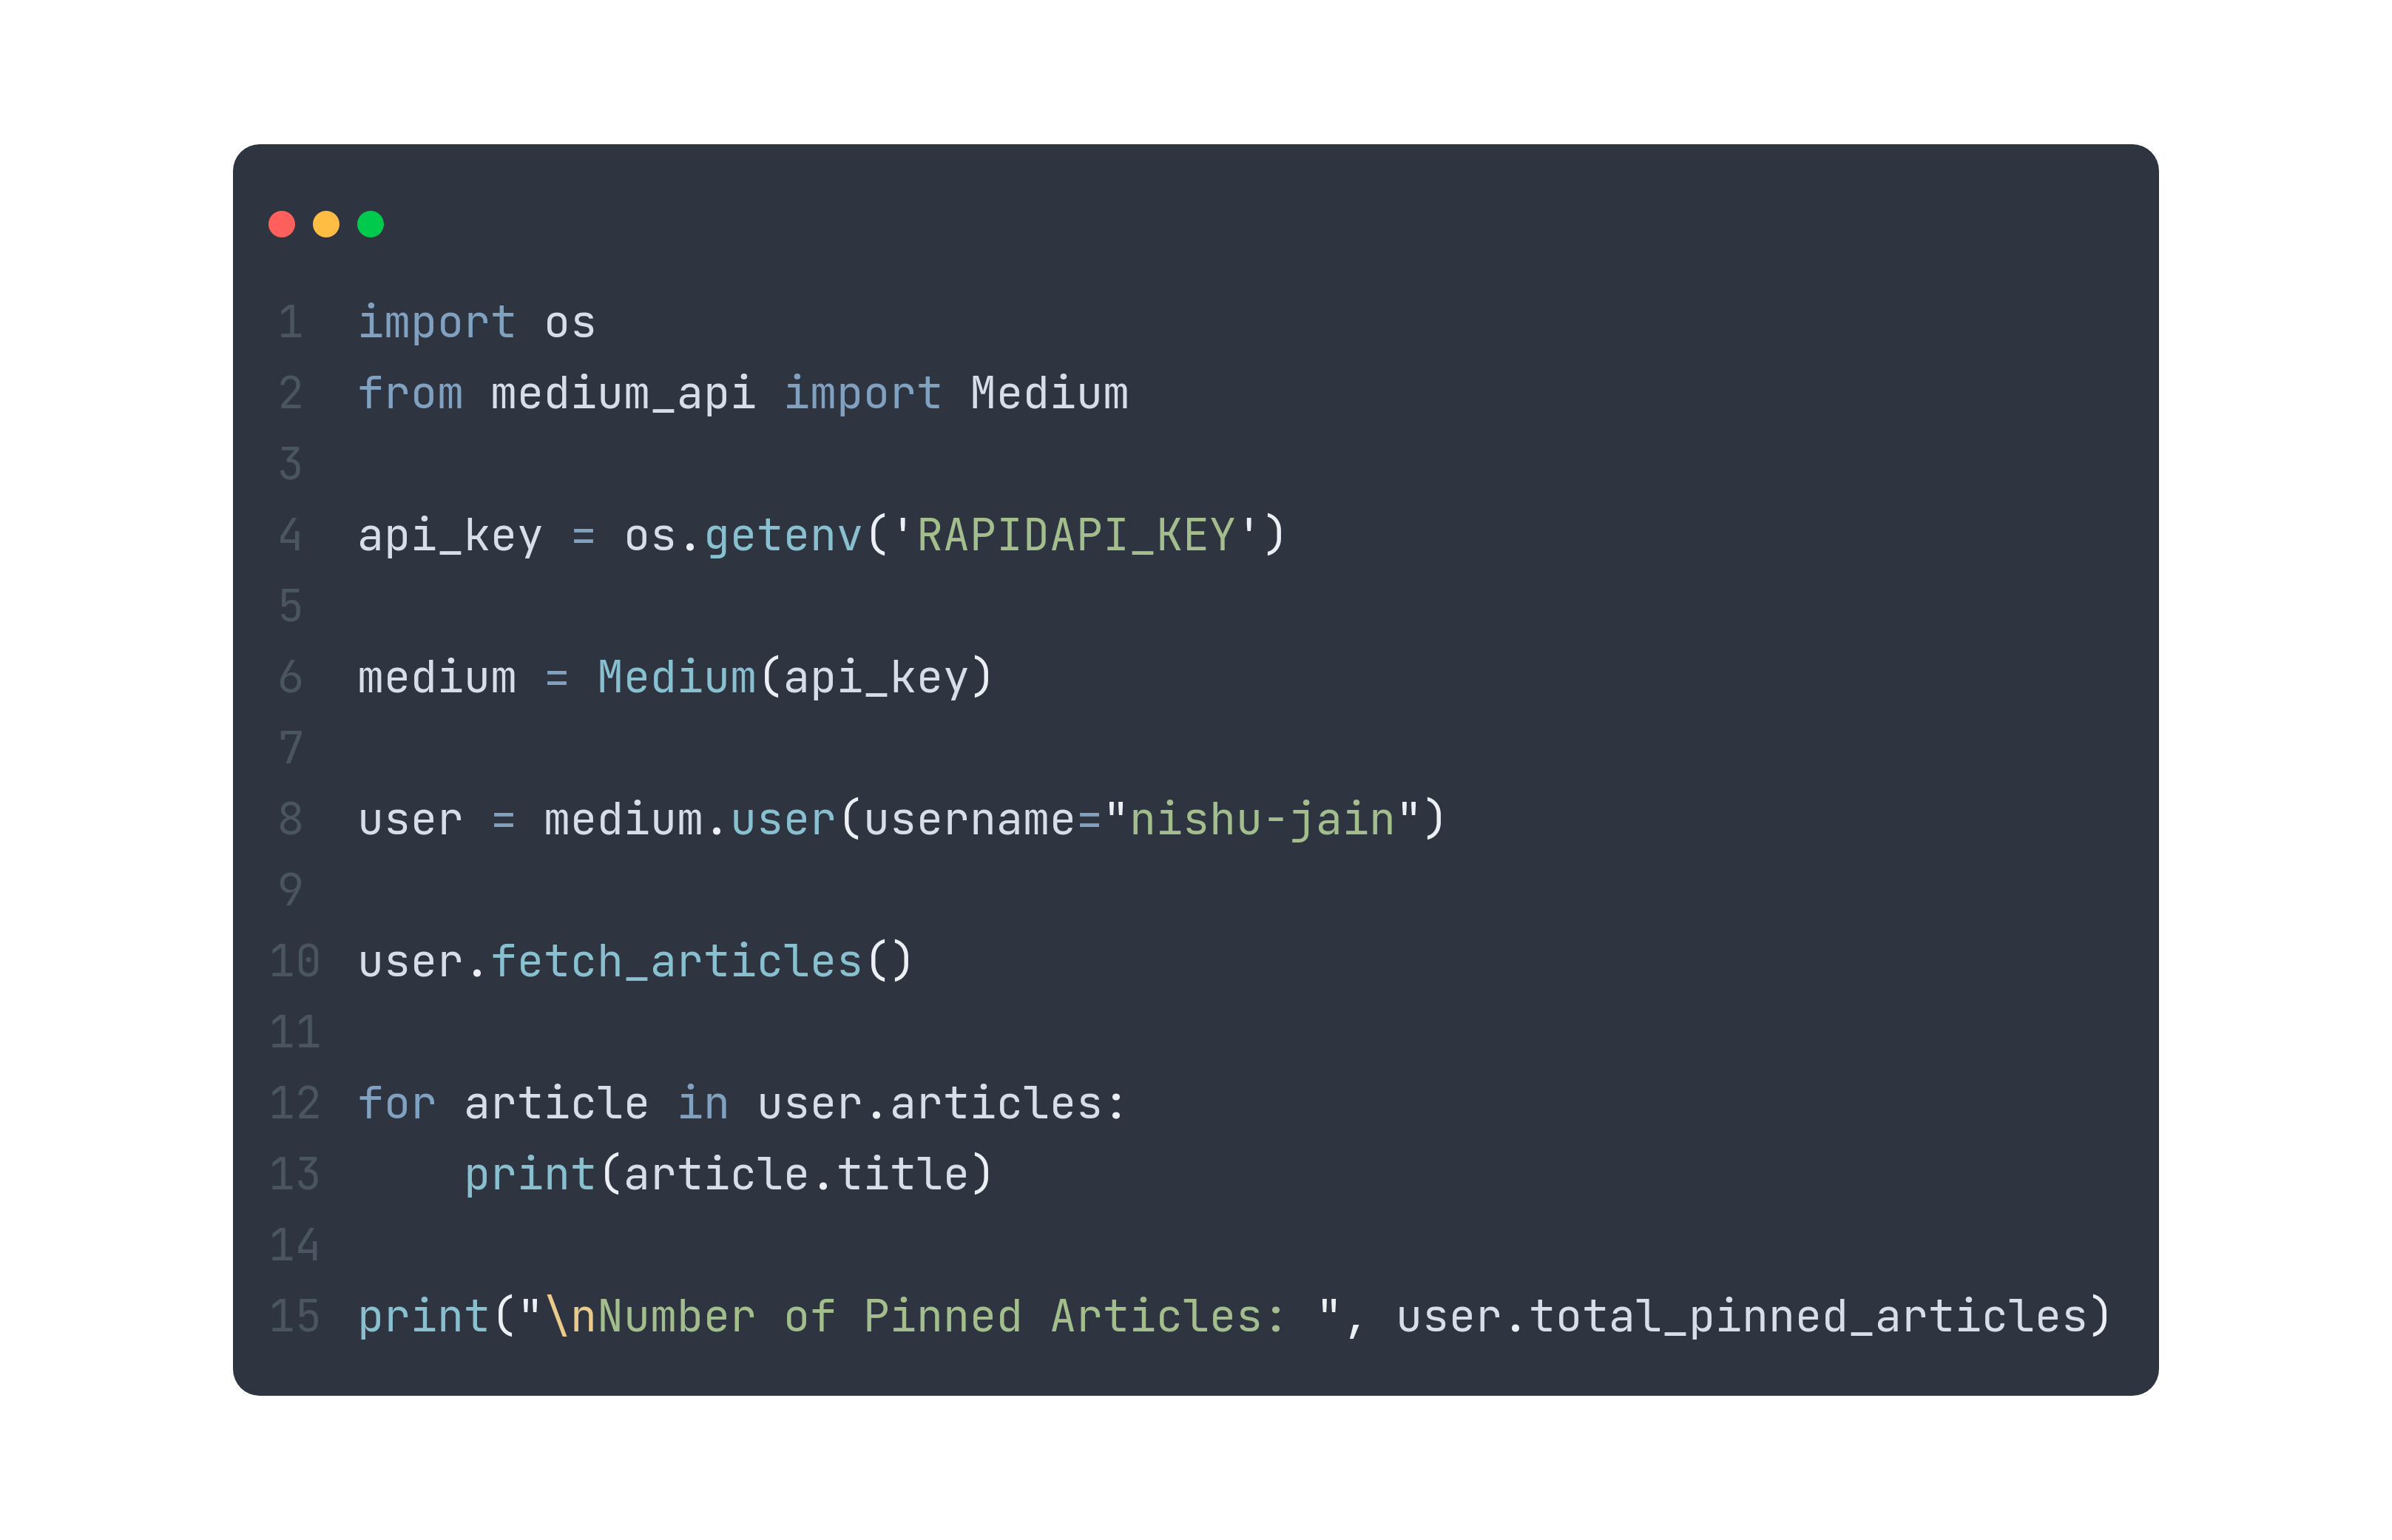 1 import os
2 from medium_api import Medium
3
4 api_key = os.getenv('RAPIDAPI_KEY')
5
6 medium = Medium(api_key)
7
8 user = medium.user(username="nishu-jain")
9
10 user.fetch_articles()
11
12 for article in user.articles:
13     print(article.title)
14
15 print("\nNumber of Pinned Articles: ", user.total_pinned_articles)